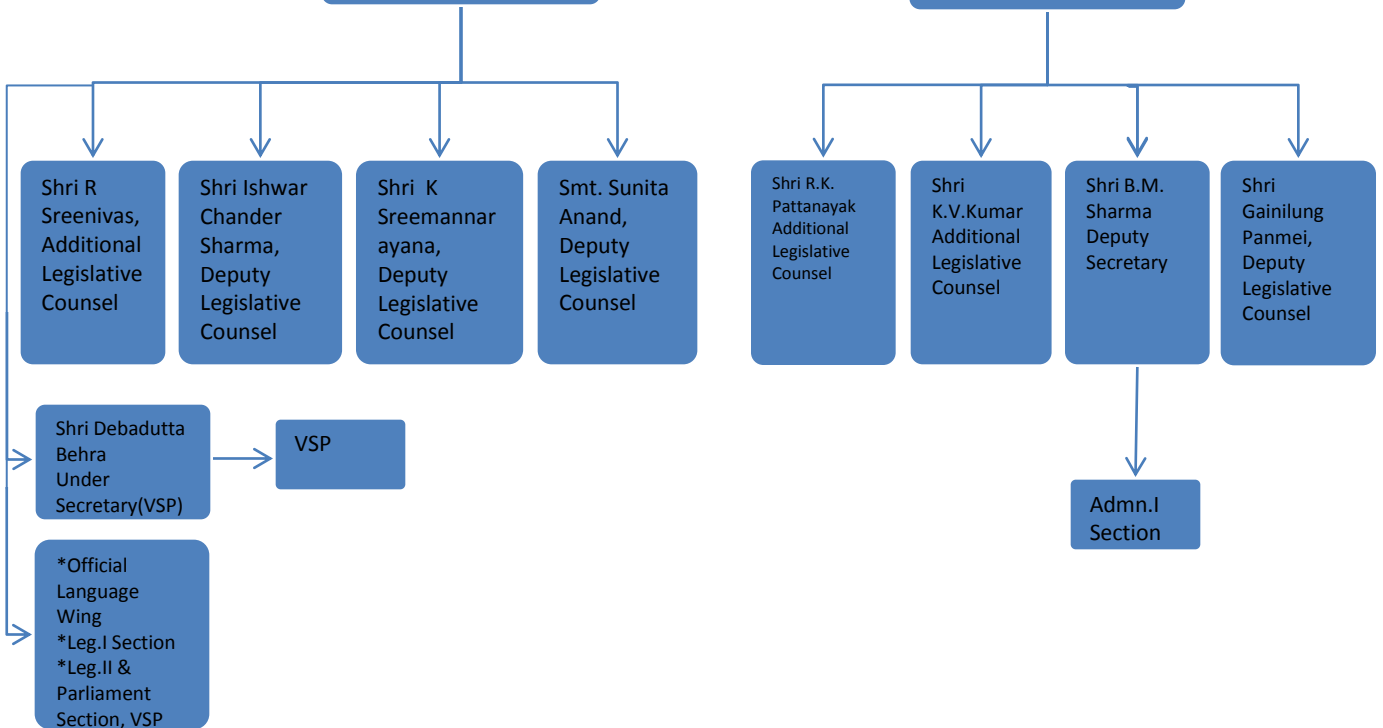 Shri R
Sreenivas,
Additional
Legislative
Counsel
Shri Ishwar
Chander
Sharma,
Deputy
Legislative
Counsel
Shri K
Sreemannar
ayana,
Deputy
Legislative
Counsel
Smt. Sunita
Anand,
Deputy
Legislative
Counsel
Shri R.K.
Pattanayak
Additional
Legislative
Counsel
Shri
K.V.Kumar
Additional
Legislative
Counsel
Shri B.M.
Sharma
Deputy
Secretary
Shri
Gainilung
Panmei,
Deputy
Legislative
Counsel
Shri Debadutta
Behra
Under
Secretary(VSP)
VSP
Admn.I
Section
*Official
Language
Wing
*Leg.I Section
*Leg.II &
Parliament
Section, VSP